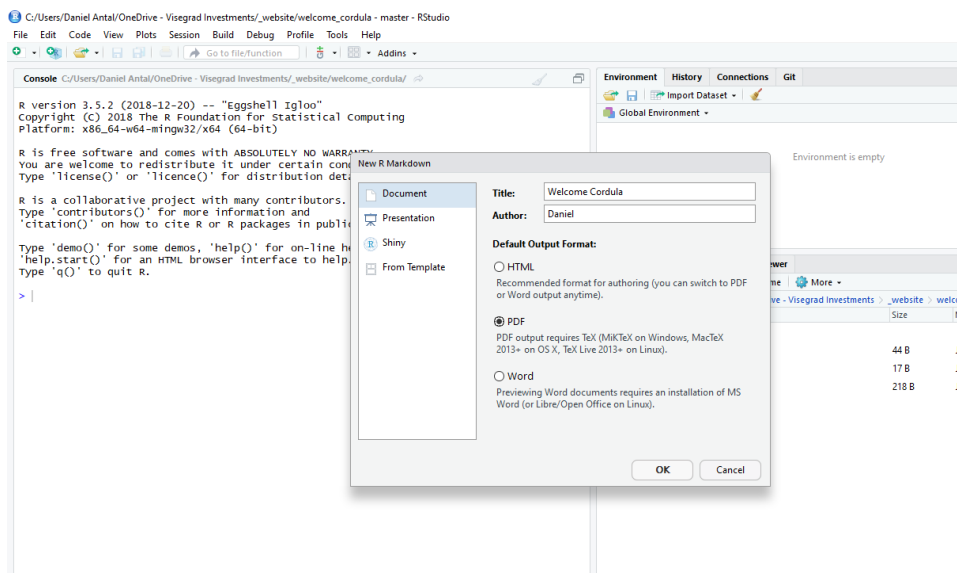 C:/Users/Daniel Antal/OneDrive - Visegrad Investments/_website/welcome_cordula - master - RStudio
File Edit Code View Plots Session Build Debug Profile Tools Help
Go to file/function Addins
Console C:/Users/Daniel Antal/OneDrive - Visegrad Investments/_website/welcome_cordula/
R version 3.5.2 (2018-12-20) -- "Eggshell Igloo"
Copyright (C) 2018 The R Foundation for Statistical Computing
Platform: x86_64-w64-mingw32/x64 (64-bit)
R is free software and comes with ABSOLUTELY NO WARRANTY
You are welcome to redistribute it under certain con
Type 'license()' or 'licence()' for distribution det
R is a collaborative project with many contributors.
Type 'contributors()' for more information and
'citation()' on how to cite R or R packages in publi
Type 'demo()' for some demos, 'help()' for on-line he
'help.start()' for an HTML browser interface to help.
Type 'q()' to quit R.
>
New R Markdown
Document
Presentation
Shiny
From Template
Title: Welcome Cordula
Author: Daniel
Default Output Format:
HTML
Recommended format for authoring (you can switch to PDF
or Word output anytime).
PDF
PDF output requires TeX (MiKTeX on Windows, MacTeX
2013+ on OS X, TeX Live 2013+ on Linux).
Word
Previewing Word documents requires an installation of MS
Word (or Libre/Open Office on Linux).
OK Cancel
Environment History Connections Git
Import Dataset
Global Environment
Environment is empty
ewer
me More
ve - Visegrad Investments _website welco
Size
44 B
17 B
218 B